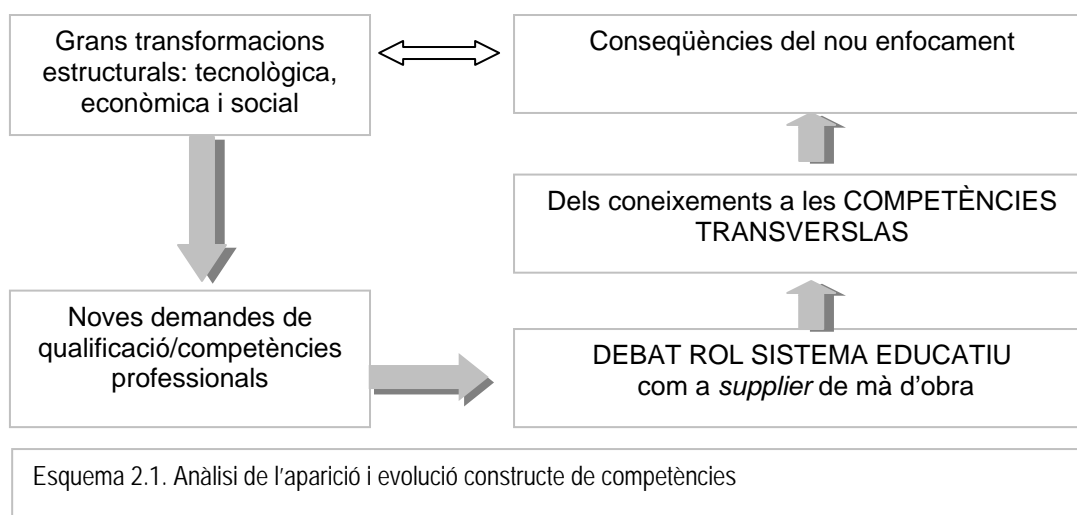 Grans transformacions
estructurals: tecnològica,
econòmica i social
Conseqüències del nou enfocament
Dels coneixements a les COMPETÈNCIES
TRANSVERSLAS
Noves demandes de
qualificació/competències
professionals
DEBAT ROL SISTEMA EDUCATIU
com a supplier de mà d'obra
Esquema 2.1. Anàlisi de l'aparició i evolució constructe de competències